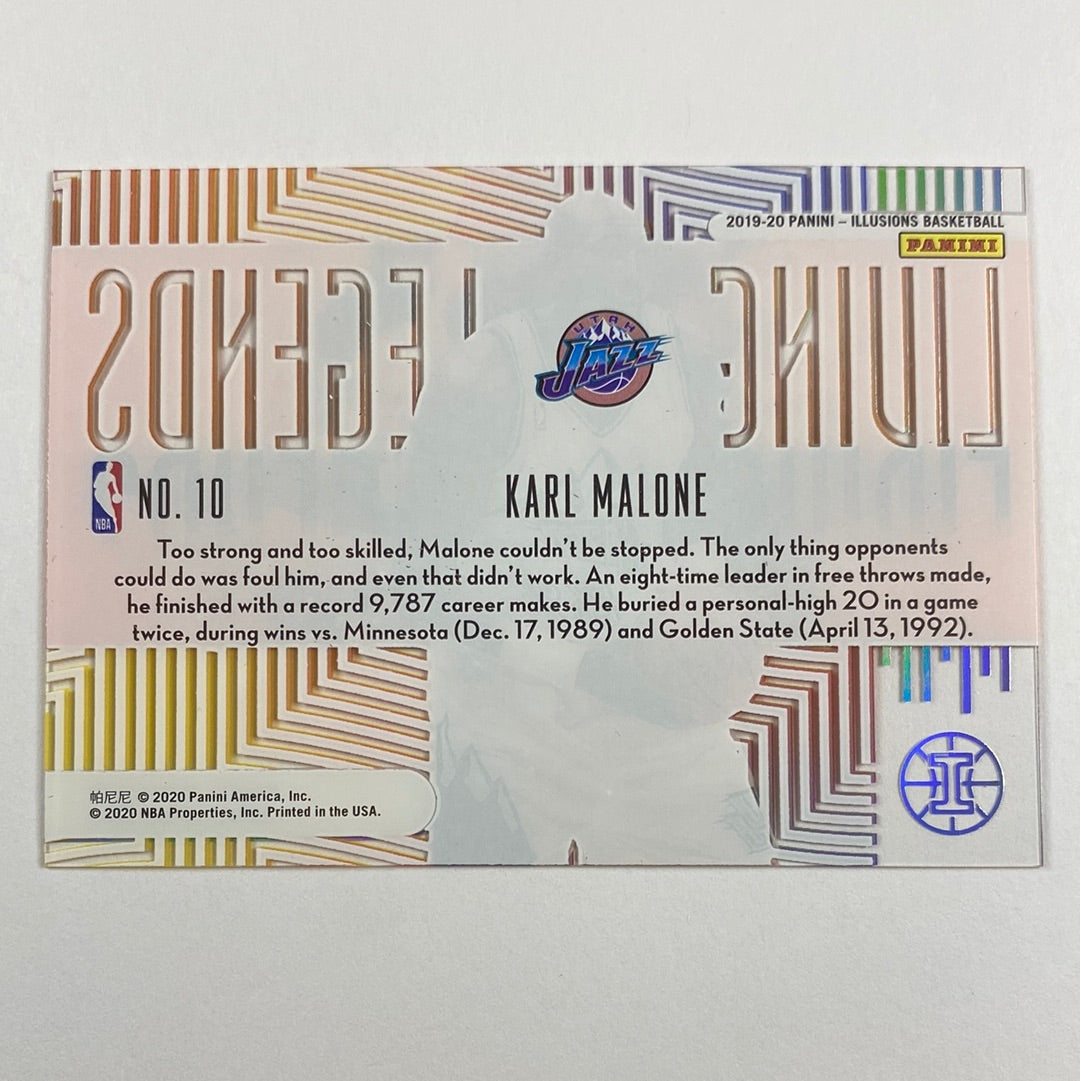 2019-20 PANINI – ILLUSIONS BASKETBALL
PANINI
LIVING LEGENDS
UTAH
JAZZ
NBA
NO. 10
KARL MALONE
Too strong and too skilled, Malone couldn't be stopped. The only thing opponents
could do was foul him, and even that didn't work. An eight-time leader in free throws made,
he finished with a record 9,787 career makes. He buried a personal-high 20 in a game
twice, during wins vs. Minnesota (Dec. 17, 1989) and Golden State (April 13, 1992).
I
帕尼尼 © 2020 Panini America, Inc.
© 2020 NBA Properties, Inc. Printed in the USA.